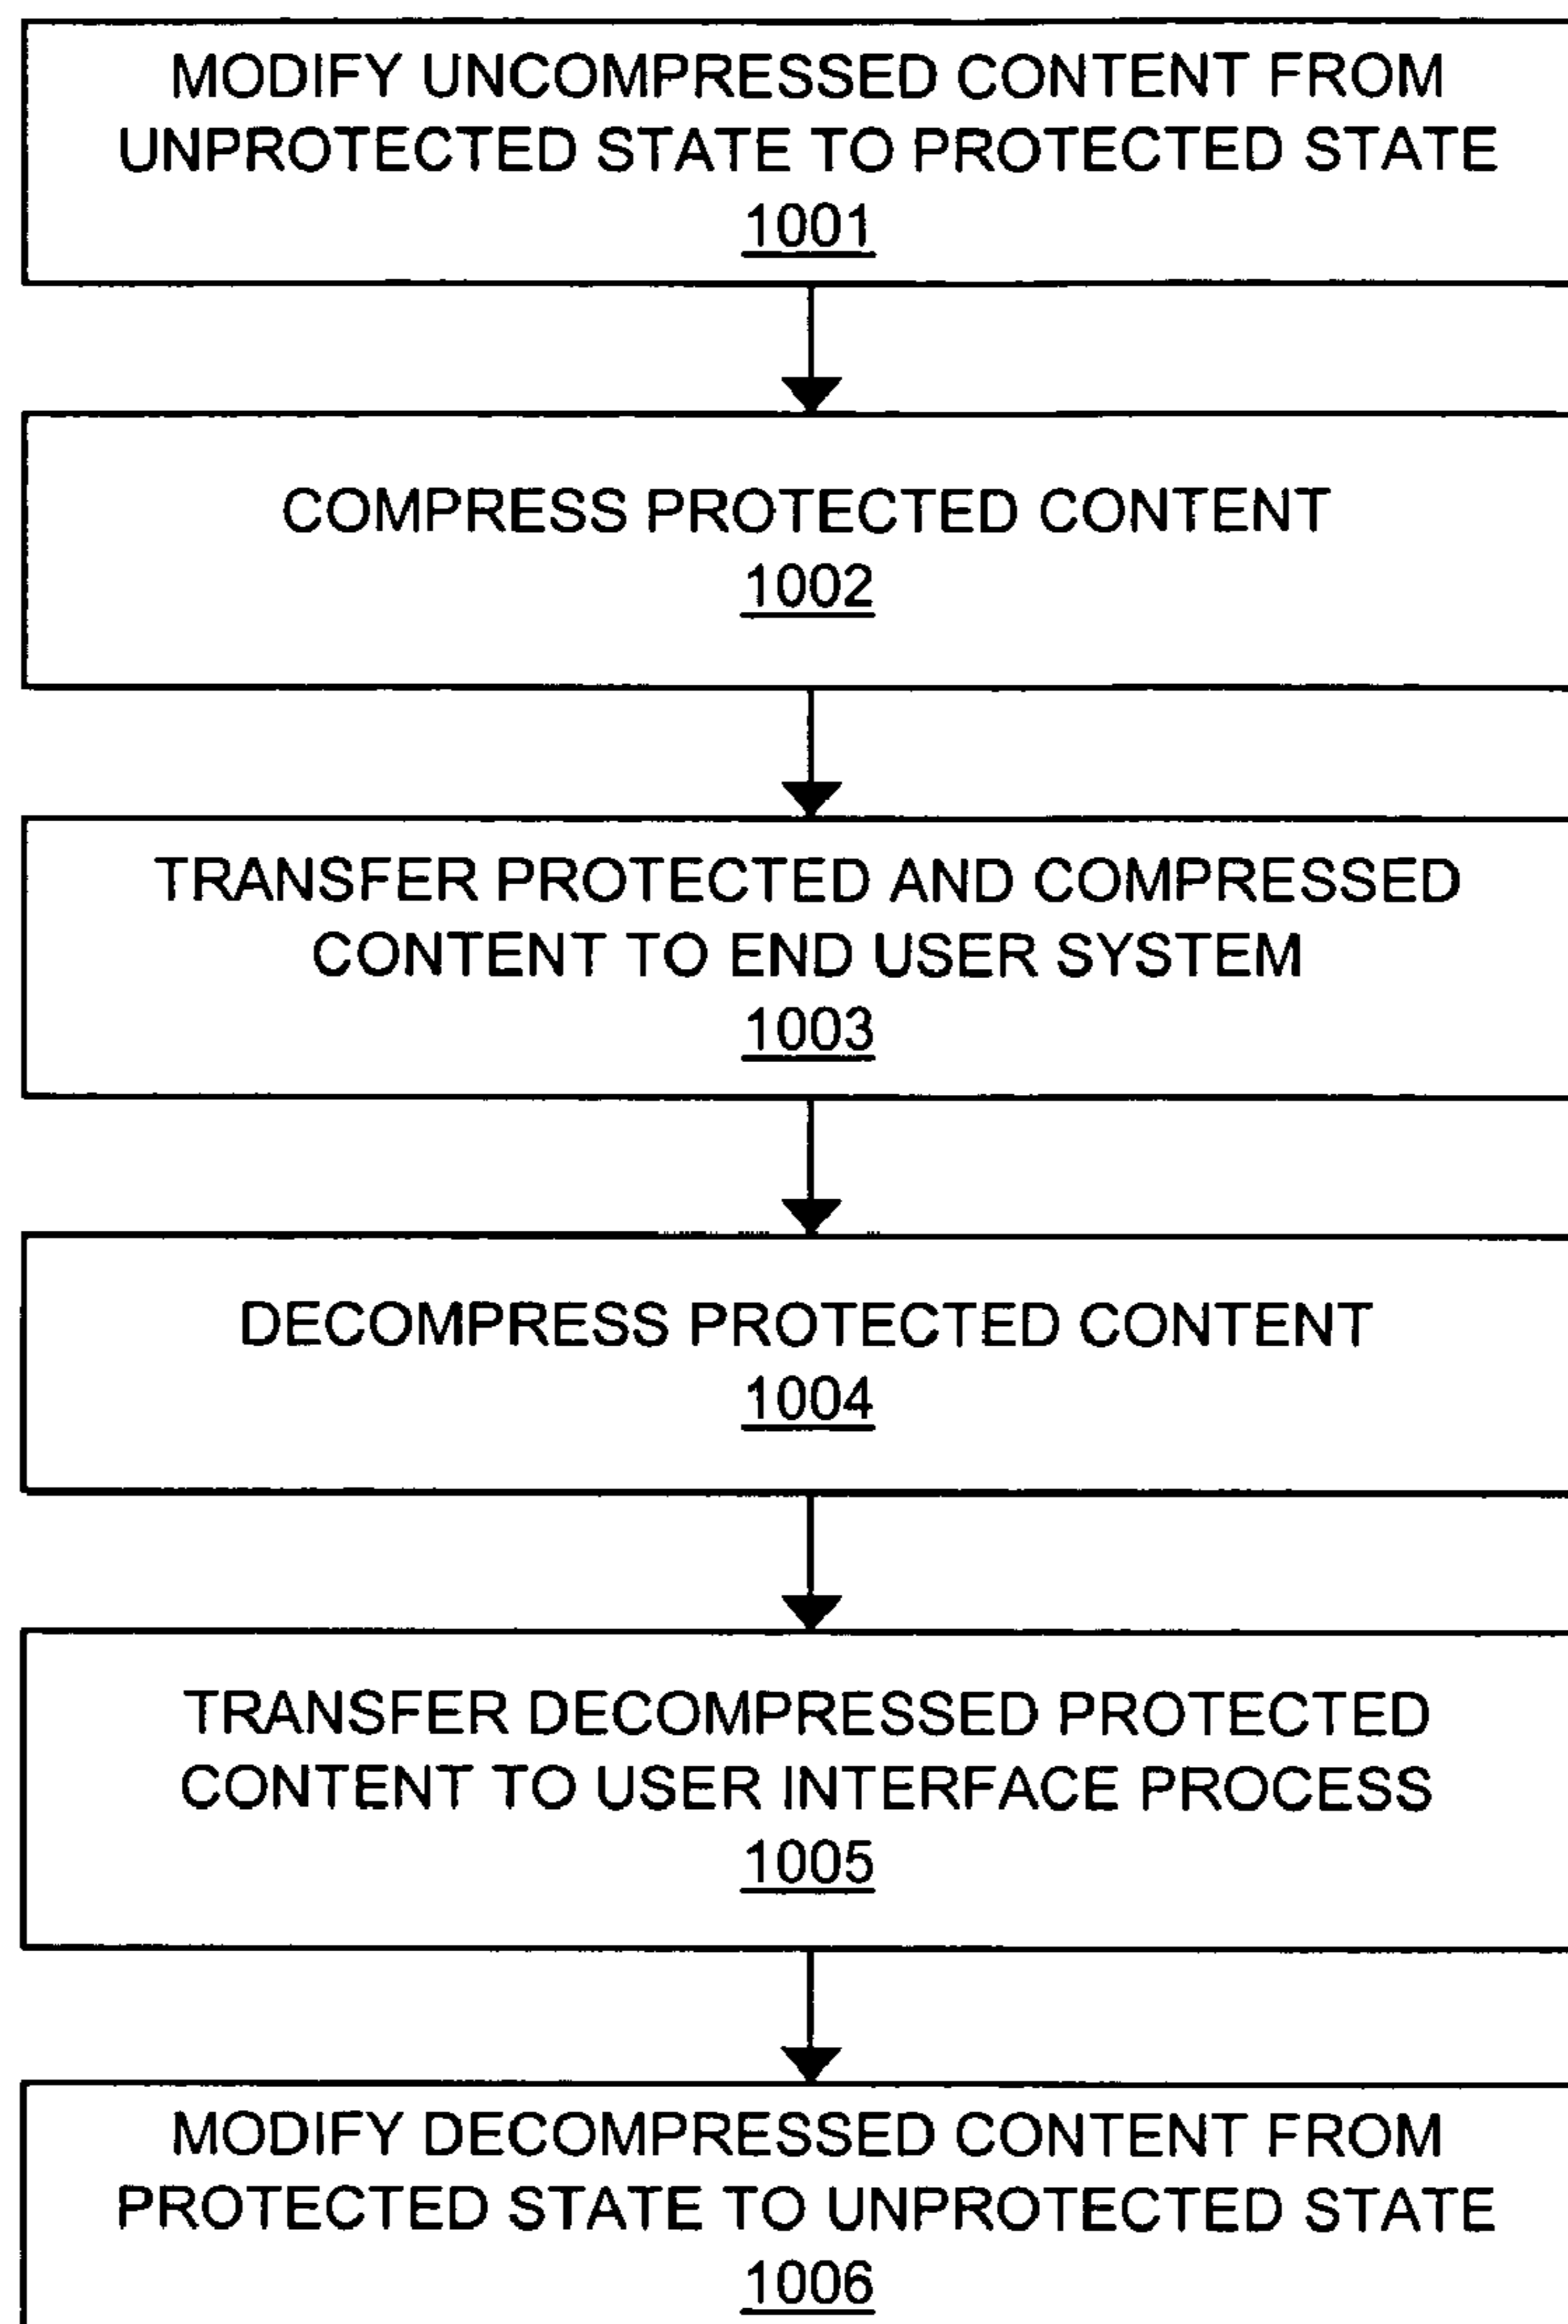 MODIFY UNCOMPRESSED CONTENT FROM
UNPROTECTED STATE TO PROTECTED STATE
1001
COMPRESS PROTECTED CONTENT
1002
TRANSFER PROTECTED AND COMPRESSED
CONTENT TO END USER SYSTEM
1003
DECOMPRESS PROTECTED CONTENT
1004
TRANSFER DECOMPRESSED PROTECTED
CONTENT TO USER INTERFACE PROCESS
1005
MODIFY DECOMPRESSED CONTENT FROM
PROTECTED STATE TO UNPROTECTED STATE
1006